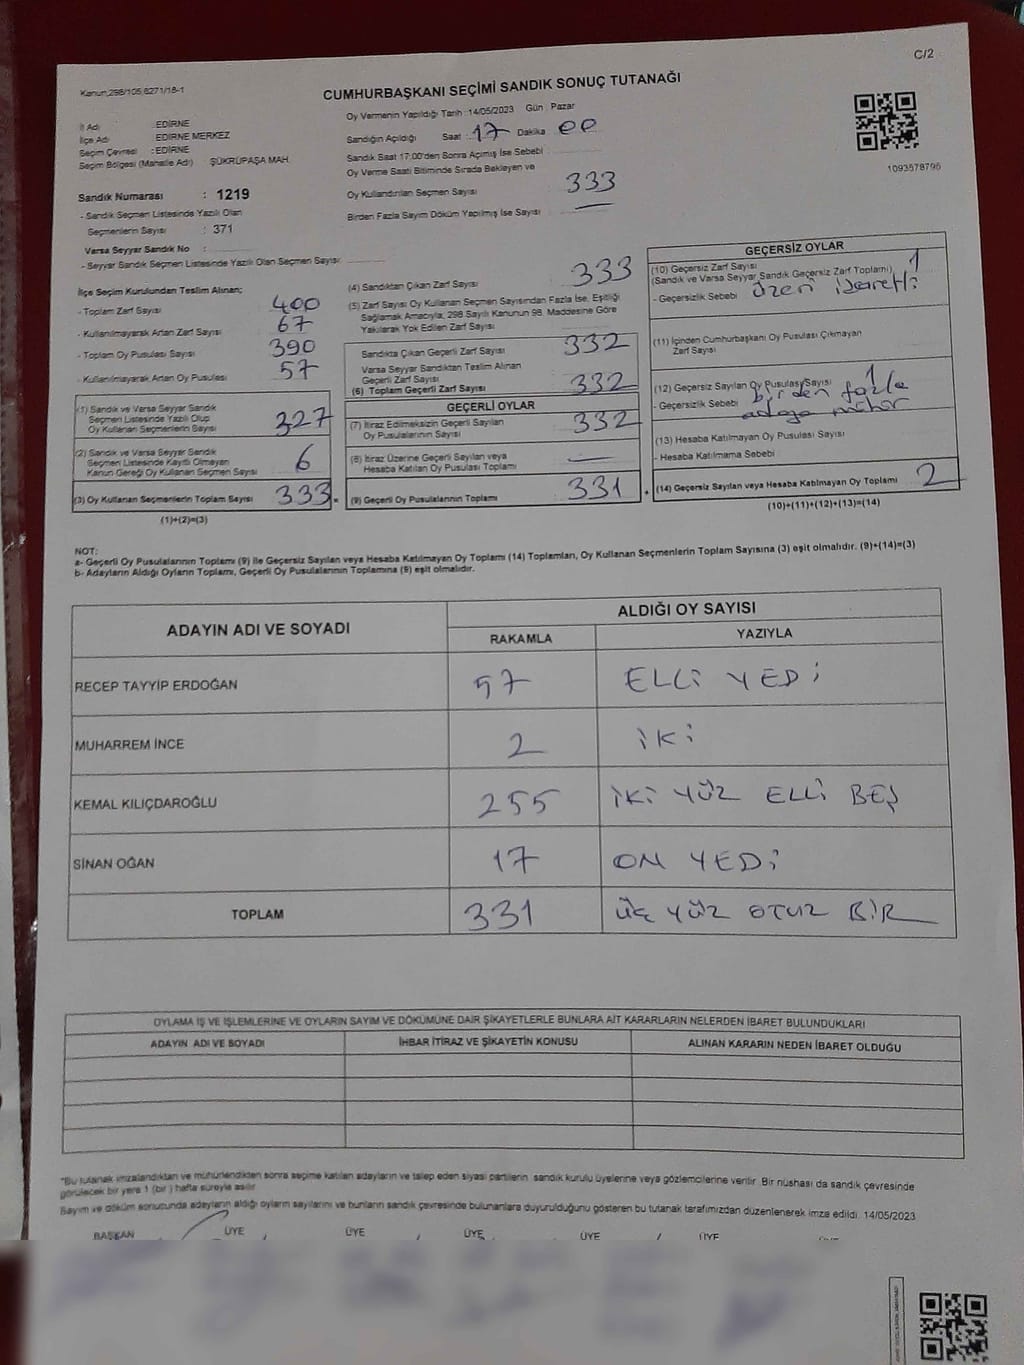 C/2
Kanun,298/105,6271/18-1
CUMHURBAŞKANI SEÇİMİ SANDIK SONUÇ TUTANAĞI
İl Adı : EDİRNE
İlçe Adı : EDİRNE MERKEZ
Seçim Çevresi : EDİRNE
Seçim Bölgesi (Mahalle Adı) ŞÜKRÜPAŞA MAH.
Oy Vermenin Yapıldığı Tarih :14/05/2023 Gün Pazar
Sandığın Açıldığı Saat : 17 Dakika 00
Sandık Saat 17:00'den Sonra Açımış İse Sebebi
Oy Verme Saati Bitiminde Sırada Bekleyen ve
Oy Kullandırılan Seçmen Sayısı 333
Birden Fazla Sayım Döküm Yapılmış İse Sayısı —
1093578795
Sandık Numarası : 1219
- Sandık Seçmen Listesinde Yazılı Olan
Seçmenlerin Sayısı : 371
Varsa Seyyar Sandık No :
- Seyyar Sandık Seçmen Listesinde Yazılı Olan Seçmen Sayısı:
İlçe Seçim Kurulundan Teslim Alınan;
- Toplam Zarf Sayısı 400
- Kullanılmayarak Artan Zarf Sayısı 67
- Toplam Oy Pusulası Sayısı 390
- Kullanılmayarak Artan Oy Pusulası 57
(1) Sandık ve Varsa Seyyar Sandık
Seçmen Listesinde Yazılı Olup
Oy Kullanan Seçmenlerin Sayısı 327
(2) Sandık ve Varsa Seyyar Sandık
Seçmen Listesinde Kayıtlı Olmayan
Kanun Gereği Oy Kullanan Seçmen Sayısı 6
(3) Oy Kullanan Seçmenlerin Toplam Sayısı 333 =
(1)+(2)=(3)
(4) Sandıktan Çıkan Zarf Sayısı 333
(5) Zarf Sayısı Oy Kullanan Seçmen Sayısından Fazla İse, Eşitliği
Sağlamak Amacıyla; 298 Sayılı Kanunun 98. Maddesine Göre
Yakılarak Yok Edilen Zarf Sayısı
Sandıkta Çıkan Geçerli Zarf Sayısı 332
Varsa Seyyar Sandıktan Teslim Alınan
Geçerli Zarf Sayısı
(6) Toplam Geçerli Zarf Sayısı 332
GEÇERLİ OYLAR
(7) İtiraz Edilmeksizin Geçerli Sayılan
Oy Pusulalarının Sayısı 332
(8) İtiraz Üzerine Geçerli Sayılan veya
Hesaba Katılan Oy Pusulası Toplamı —
(9) Geçerli Oy Pusulalarının Toplamı 331 +
GEÇERSİZ OYLAR
(10) Geçersiz Zarf Sayısı 1
(Sandık ve Varsa Seyyar Sandık Geçersiz Zarf Toplamı)
- Geçersizlik Sebebi üzeri işaretli
(11) İçinden Cumhurbaşkanı Oy Pusulası Çıkmayan
Zarf Sayısı
(12) Geçersiz Sayılan Oy Pusulası Sayısı 1
- Geçersizlik Sebebi birden fazla
adaya mühür
(13) Hesaba Katılmayan Oy Pusulası Sayısı
- Hesaba Katılmama Sebebi
(14) Geçersiz Sayılan veya Hesaba Katılmayan Oy Toplamı 2
(10)+(11)+(12)+(13)=(14)
NOT:
a- Geçerli Oy Pusulalarının Toplamı (9) ile Geçersiz Sayılan veya Hesaba Katılmayan Oy Toplamı (14) Toplamları, Oy Kullanan Seçmenlerin Toplam Sayısına (3) eşit olmalıdır. (9)+(14)=(3)
b- Adayların Aldığı Oyların Toplamı, Geçerli Oy Pusulalarının Toplamına (9) eşit olmalıdır.
ADAYIN ADI VE SOYADI
ALDIĞI OY SAYISI
RAKAMLA YAZIYLA
RECEP TAYYİP ERDOĞAN 57 ELLİ YEDİ
MUHARREM İNCE 2 İKİ
KEMAL KILIÇDAROĞLU 255 İKİ YÜZ ELLİ BEŞ
SİNAN OĞAN 17 ON YEDİ
TOPLAM 331 ÜÇ YÜZ OTUZ BİR
OYLAMA İŞ VE İŞLEMLERİNE VE OYLARIN SAYIM VE DÖKÜMÜNE DAİR ŞİKAYETLERLE BUNLARA AİT KARARLARIN NELERDEN İBARET BULUNDUKLARI
ADAYIN ADI VE SOYADI İHBAR İTİRAZ VE ŞİKAYETİN KONUSU ALINAN KARARIN NEDEN İBARET OLDUĞU
*Bu tutanak imzalandıktan ve mühürlendikten sonra seçime katılan adayların ve talep eden siyasi partilerin sandık kurulu üyelerine veya gözlemcilerine verilir. Bir nüshası da sandık çevresinde
görülecek bir yere 1 (bir) hafta süreyle asılır.
Sayım ve döküm sonucunda adayların aldığı oyların sayılarını ve bunların sandık çevresinde bulunanlara duyurulduğunu gösteren bu tutanak tarafımızdan düzenlenerek imza edildi. 14/05/2023
BAŞKAN ÜYE ÜYE ÜYE ÜYE ÜYE